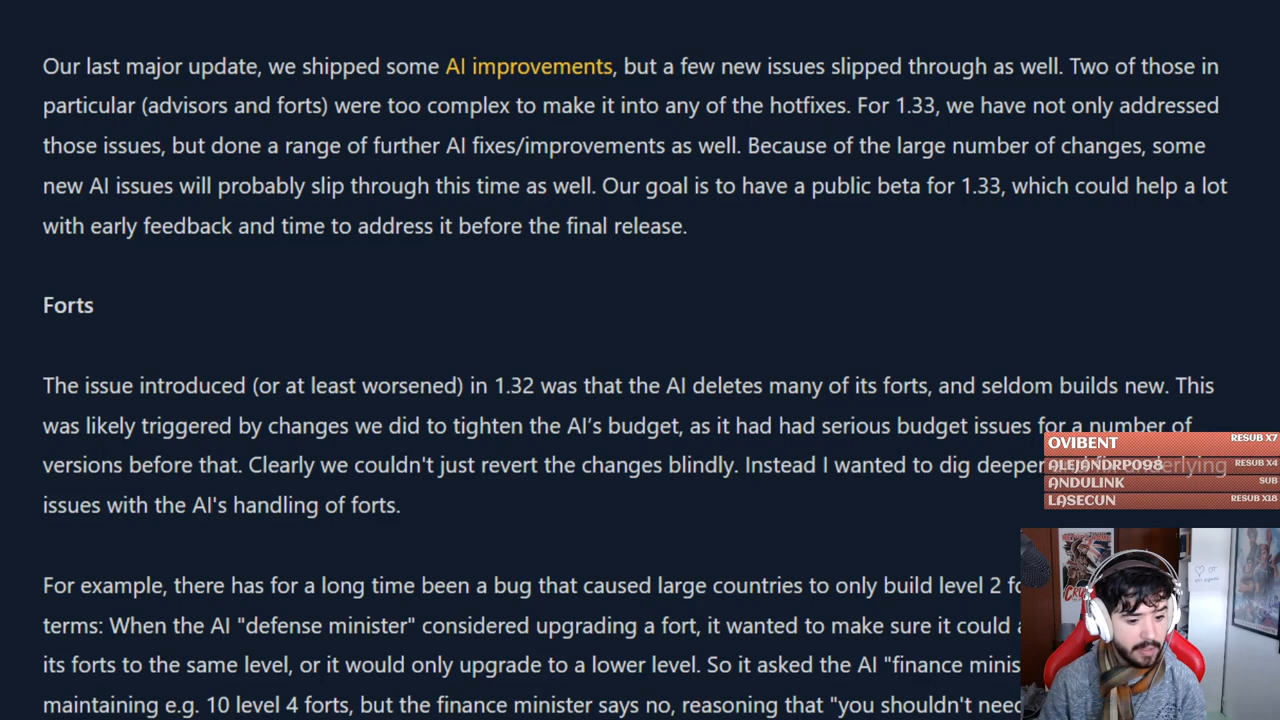 Our last major update, we shipped some AI improvements, but a few new issues slipped through as well. Two of those in
particular (advisors and forts) were too complex to make it into any of the hotfixes. For 1.33, we have not only addressed
those issues, but done a range of further AI fixes/improvements as well. Because of the large number of changes, some
new AI issues will probably slip through this time as well. Our goal is to have a public beta for 1.33, which could help a lot
with early feedback and time to address it before the final release.
Forts
The issue introduced (or at least worsened) in 1.32 was that the AI deletes many of its forts, and seldom builds new. This
was likely triggered by changes we did to tighten the AI’s budget, as it had had serious budget issues for a number of
versions before that. Clearly we couldn't just revert the changes blindly. Instead I wanted to dig deeper underlying
issues with the AI's handling of forts.
For example, there has for a long time been a bug that caused large countries to only build level 2
terms: When the AI "defense minister" considered upgrading a fort, it wanted to make sure it could
its forts to the same level, or it would only upgrade to a lower level. So it asked the AI "finance
maintaining e.g. 10 level 4 forts, but the finance minister says no, reasoning that "you shouldn't need
OVIBENT RESUB X7
ALEJANDRP098 RESUB X4
ANDULINK SUB
LASECUN RESUB X18